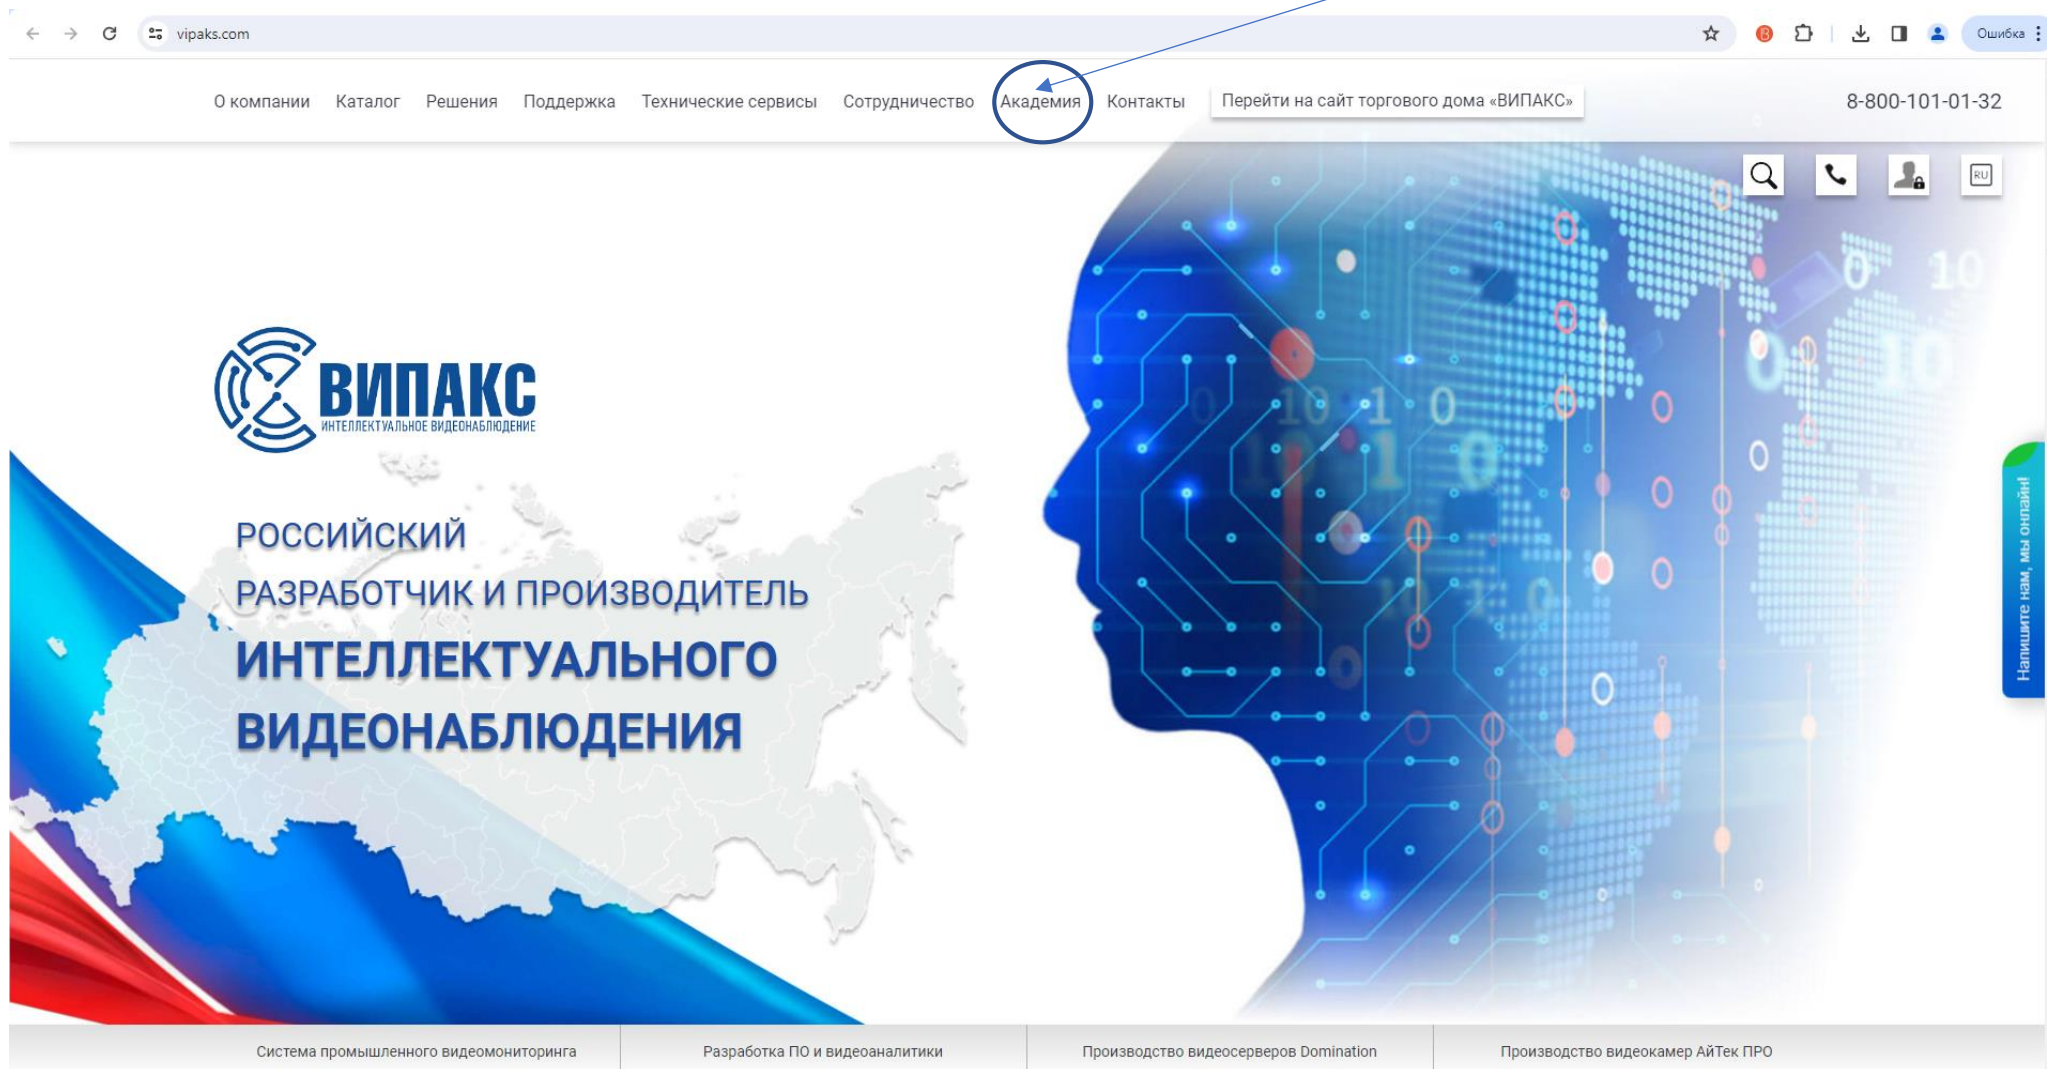 vipaks.com
Ошибка
О компании Каталог Решения Поддержка Технические сервисы Сотрудничество Академия Контакты Перейти на сайт торгового дома «ВИПАКС» 8-800-101-01-32
RU
ВИПАКС
ИНТЕЛЛЕКТУАЛЬНОЕ ВИДЕОНАБЛЮДЕНИЕ
РОССИЙСКИЙ
РАЗРАБОТЧИК И ПРОИЗВОДИТЕЛЬ
ИНТЕЛЛЕКТУАЛЬНОГО
ВИДЕОНАБЛЮДЕНИЯ
Напишите нам, мы онлайн!
Система промышленного видеомониторинга Разработка ПО и видеоаналитики Производство видеосерверов Domination Производство видеокамер АйТек ПРО